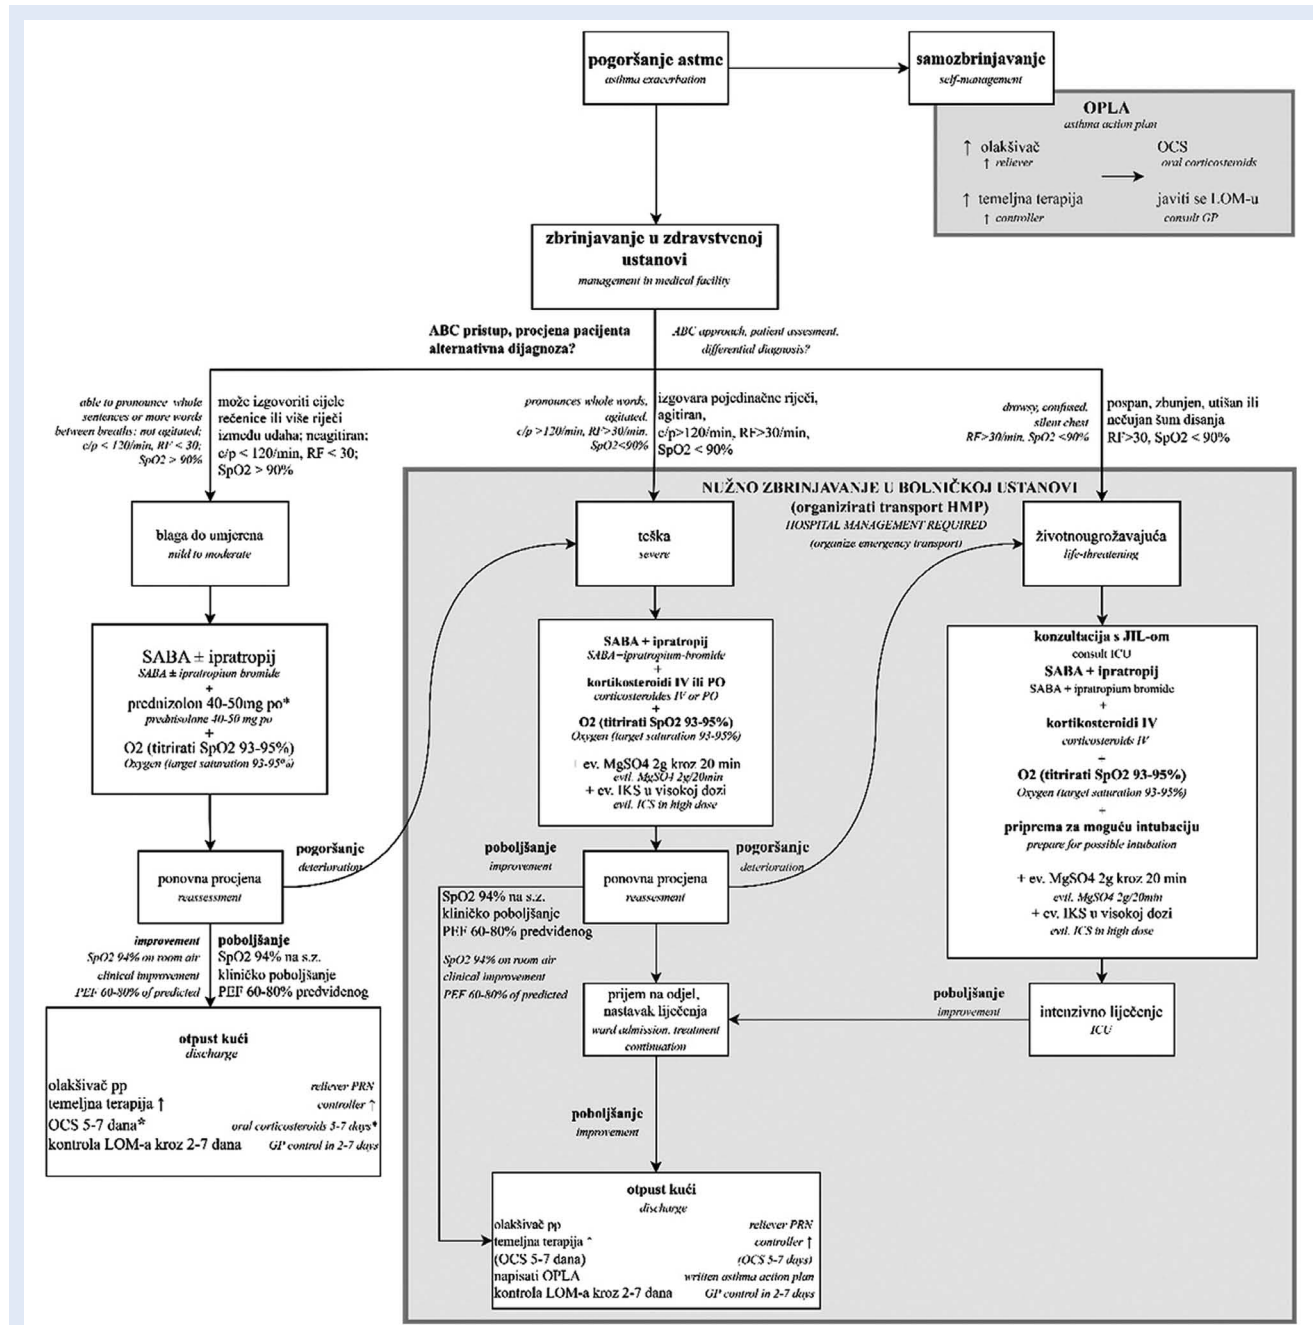 pogoršanje astme
asthma exacerbation
samozbrinjavanje
self-management
OPLA
asthma action plan
↑ olakšivač
↑ reliever
OCS
oral corticosteroids
↑ temeljna terapija
↑ controller
javiti se LOM-u
consult GP
zbrinjavanje u zdravstvenoj
ustanovi
management in medical facility
ABC pristup, procjena pacijenta
alternativna dijagnoza?
ABC approach, patient assesment,
differential diagnosis?
able to pronounce whole
sentences or more words
between breaths; not agitated;
c/p < 120/min, RF < 30;
SpO2 > 90%
može izgovoriti cijele
rečenice ili više riječi
između udaha; neagitiran;
c/p < 120/min, RF < 30;
SpO2 > 90%
pronounces whole words,
agitated,
c/p >120/min, RF>30/min,
SpO2<90%
izgovara pojedinačne riječi,
agitiran,
c/p>120/min, RF>30/min,
SpO2 < 90%
drowsy, confused,
silent chest
RF>30/min, SpO2 <90%
pospan, zbunjen, utišan ili
nečujan šum disanja
RF>30, SpO2 < 90%
NUŽNO ZBRINJAVANJE U BOLNIČKOJ USTANOVI
(organizirati transport HMP)
HOSPITAL MANAGEMENT REQUIRED
(organize emergency transport)
blaga do umjerena
mild to moderate
teška
severe
životnougrožavajuća
life-threatening
SABA ± ipratropij
SABA ± ipratropium bromide
+
prednizolon 40-50mg po*
prednisolone 40-50 mg po
+
O2 (titrirati SpO2 93-95%)
Oxygen (target saturation 93-95%)
SABA + ipratropij
SABA+ipratropium-bromide
+
kortikosteroidi IV ili PO
corticosteroides IV or PO
+
O2 (titrirati SpO2 93-95%)
Oxygen (target saturation 93-95%)
+ ev. MgSO4 2g kroz 20 min
evtl. MgSO4 2g/20min
+ ev. IKS u visokoj dozi
evtl. ICS in high dose
konzultacija s JIL-om
consult ICU
SABA + ipratropij
SABA + ipratropium bromide
+
kortikosteroidi IV
corticosteroids IV
+
O2 (titrirati SpO2 93-95%)
Oxygen (target saturation 93-95%)
+
priprema za moguću intubaciju
prepare for possible intubation
+ ev. MgSO4 2g kroz 20 min
evtl. MgSO4 2g/20min
+ ev. IKS u visokoj dozi
evtl. ICS in high dose
ponovna procjena
reassessment
pogoršanje
deterioration
poboljšanje
improvement
ponovna procjena
reassesment
pogoršanje
deterioration
improvement
SpO2 94% on room air
clinical improvement
PEF 60-80% of predicted
poboljšanje
SpO2 94% na s.z.
kliničko poboljšanje
PEF 60-80% predviđenog
SpO2 94% na s.z.
kliničko poboljšanje
PEF 60-80% predviđenog
SpO2 94% on room air
clinical improvement
PEF 60-80% of predicted
prijem na odjel,
nastavak liječenja
ward admission, treatment
continuation
poboljšanje
improvement
intenzivno liječenje
ICU
otpust kući
discharge
olakšivač pp
reliever PRN
temeljna terapija ↑
controller ↑
OCS 5-7 dana*
oral corticosteroids 5-7 days*
kontrola LOM-a kroz 2-7 dana
GP control in 2-7 days
poboljšanje
improvement
otpust kući
discharge
olakšivač pp
reliever PRN
temeljna terapija ↑
controller ↑
(OCS 5-7 dana)
(OCS 5-7 days)
napisati OPLA
written asthma action plan
kontrola LOM-a kroz 2-7 dana
GP control in 2-7 days